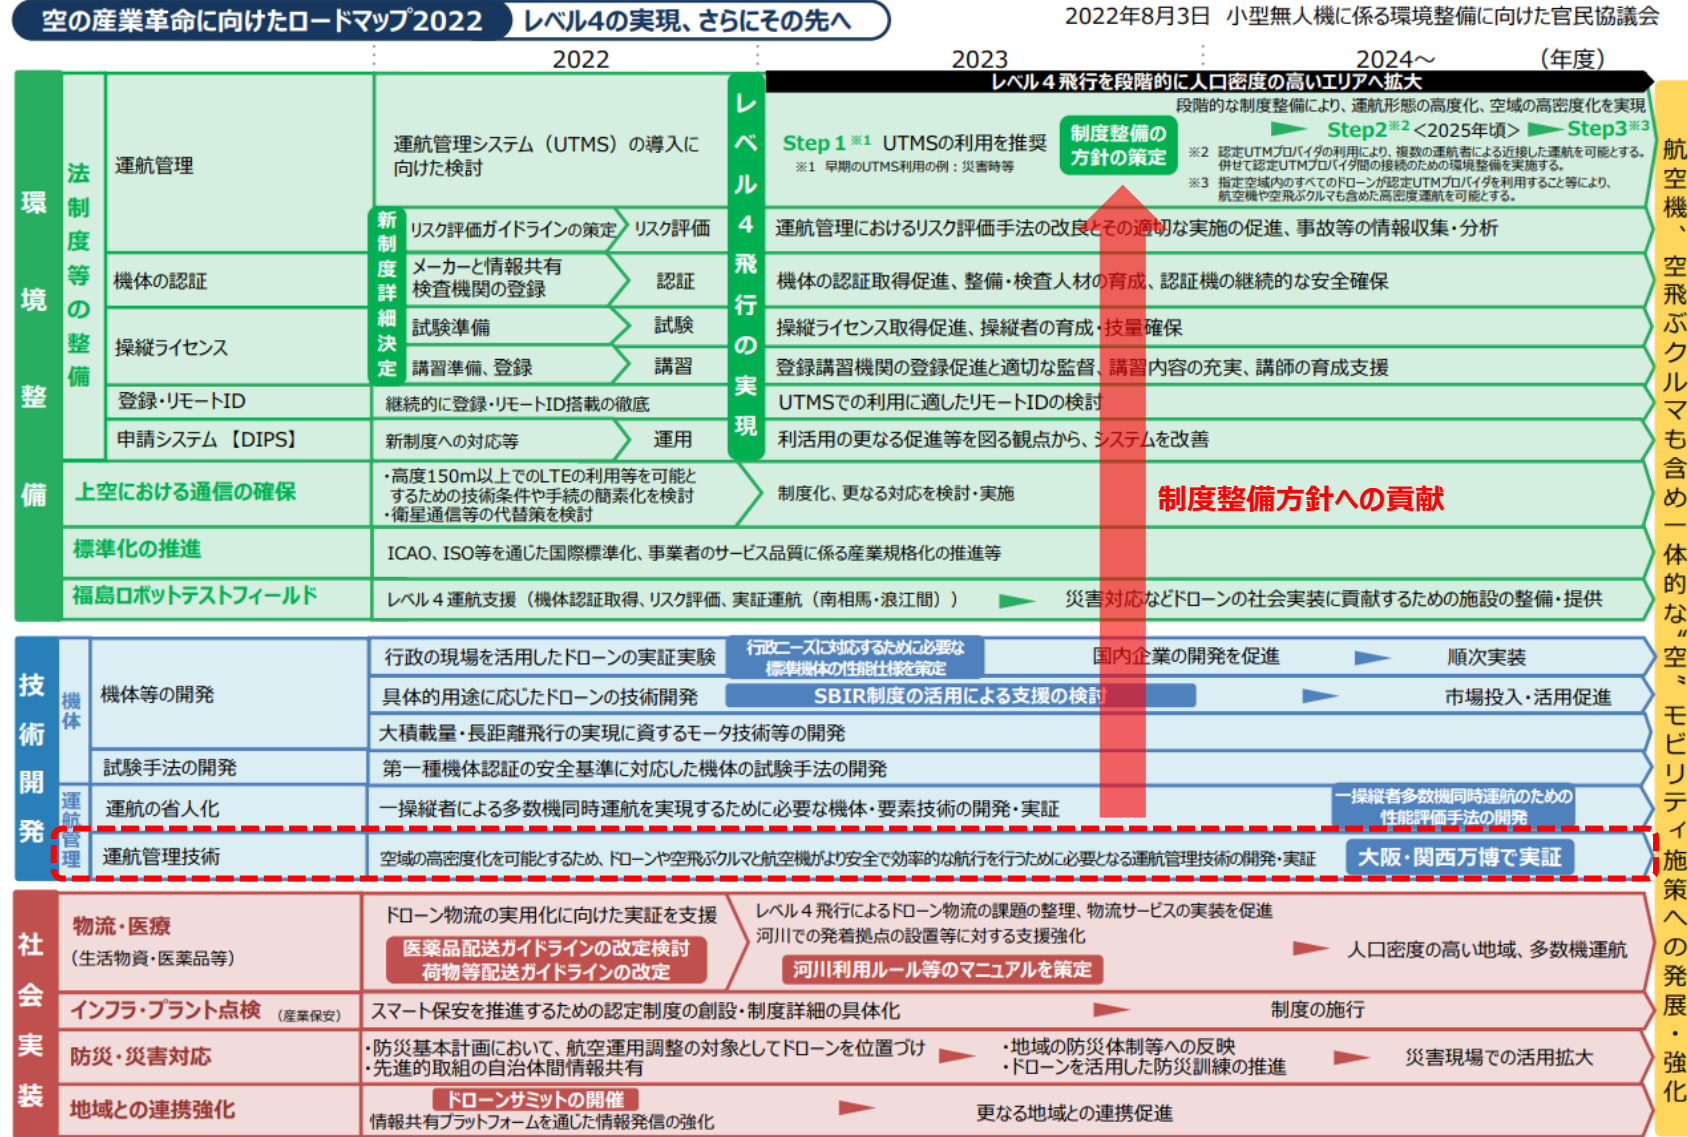 空の産業革命に向けたロードマップ2022
レベル4の実現、さらにその先へ
2022年8月3日 小型無人機に係る環境整備に向けた官民協議会
2022
2023
2024～
（年度）
環境整備
法制度等の整備
レベル4飛行の実現
レベル４飛行を段階的に人口密度の高いエリアへ拡大
運航管理
運航管理システム（UTMS）の導入に
向けた検討
段階的な制度整備により、運航形態の高度化、空域の高密度化を実現
Step 1 ※1 UTMSの利用を推奨
※1 早期のUTMS利用の例：災害時等
制度整備の
方針の策定
Step2※2 <2025年頃>
Step3※3
※2 認定UTMプロバイダの利用により、複数の運航者による近接した運航を可能とする。
併せて認定UTMプロバイダ間の接続のための環境整備を実施する。
※3 指定空域内のすべてのドローンが認定UTMプロバイダを利用すること等により、
航空機や空飛ぶクルマも含めた高密度運航を可能とする。
新制度詳細決定
リスク評価ガイドラインの策定
リスク評価
運航管理におけるリスク評価手法の改良とその適切な実施の促進、事故等の情報収集・分析
機体の認証
メーカーと情報共有
検査機関の登録
認証
機体の認証取得促進、整備・検査人材の育成、認証機の継続的な安全確保
操縦ライセンス
試験準備
試験
操縦ライセンス取得促進、操縦者の育成・技量確保
講習準備、登録
講習
登録講習機関の登録促進と適切な監督、講習内容の充実、講師の育成支援
登録・リモートID
継続的に登録・リモートID搭載の徹底
UTMSでの利用に適したリモートIDの検討
申請システム【DIPS】
新制度への対応等
運用
利活用の更なる促進等を図る観点から、システムを改善
上空における通信の確保
・高度150m以上でのLTEの利用等を可能と
するための技術条件や手続の簡素化を検討
・衛星通信等の代替策を検討
制度化、更なる対応を検討・実施
制度整備方針への貢献
標準化の推進
ICAO、ISO等を通じた国際標準化、事業者のサービス品質に係る産業規格化の推進等
福島ロボットテストフィールド
レベル４運航支援（機体認証取得、リスク評価、実証運航（南相馬・浪江間））
災害対応などドローンの社会実装に貢献するための施設の整備・提供
技術開発
機体
機体等の開発
行政の現場を活用したドローンの実証実験
行政ニーズに対応するために必要な
標準機体の性能仕様を策定
国内企業の開発を促進
順次実装
具体的用途に応じたドローンの技術開発
SBIR制度の活用による支援の検討
市場投入・活用促進
大積載量・長距離飛行の実現に資するモータ技術等の開発
試験手法の開発
第一種機体認証の安全基準に対応した機体の試験手法の開発
運航管理
運航の省人化
一操縦者による多数機同時運航を実現するために必要な機体・要素技術の開発・実証
一操縦者多数機同時運航のための
性能評価手法の開発
運航管理技術
空域の高密度化を可能とするため、ドローンや空飛ぶクルマと航空機がより安全で効率的な航行を行うために必要となる運航管理技術の開発・実証
大阪・関西万博で実証
社会実装
物流・医療
（生活物資・医薬品等）
ドローン物流の実用化に向けた実証を支援
医薬品配送ガイドラインの改定検討
荷物等配送ガイドラインの改定
レベル４飛行によるドローン物流の課題の整理、物流サービスの実装を促進
河川での発着拠点の設置等に対する支援強化
河川利用ルール等のマニュアルを策定
人口密度の高い地域、多数機運航
インフラ・プラント点検（産業保安）
スマート保安を推進するための認定制度の創設・制度詳細の具体化
制度の施行
防災・災害対応
・防災基本計画において、航空運用調整の対象としてドローンを位置づけ
・先進的取組の自治体間情報共有
・地域の防災体制等への反映
・ドローンを活用した防災訓練の推進
災害現場での活用拡大
地域との連携強化
ドローンサミットの開催
情報共有プラットフォームを通じた情報発信の強化
更なる地域との連携促進
航空機、空飛ぶクルマも含め一体的な“空”モビリティ施策への発展・強化